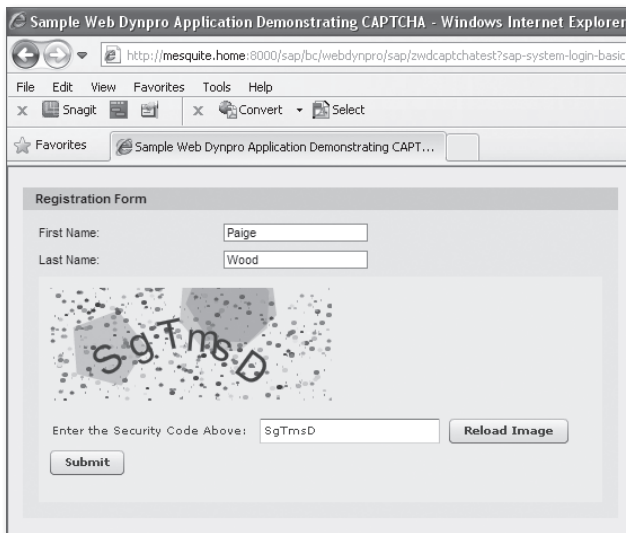 Sample Web Dynpro Application Demonstrating CAPTCHA - Windows Internet Explorer
http://mesquite.home:8000/sap/bc/webdynpro/sap/zwdcaptchatest?sap-system-login-basic
File Edit View Favorites Tools Help
x Snagit x Convert Select
Favorites Sample Web Dynpro Application Demonstrating CAPT...
Registration Form
First Name: Paige
Last Name: Wood
SgTmsD
Enter the Security Code Above: SgTmsD Reload Image
Submit